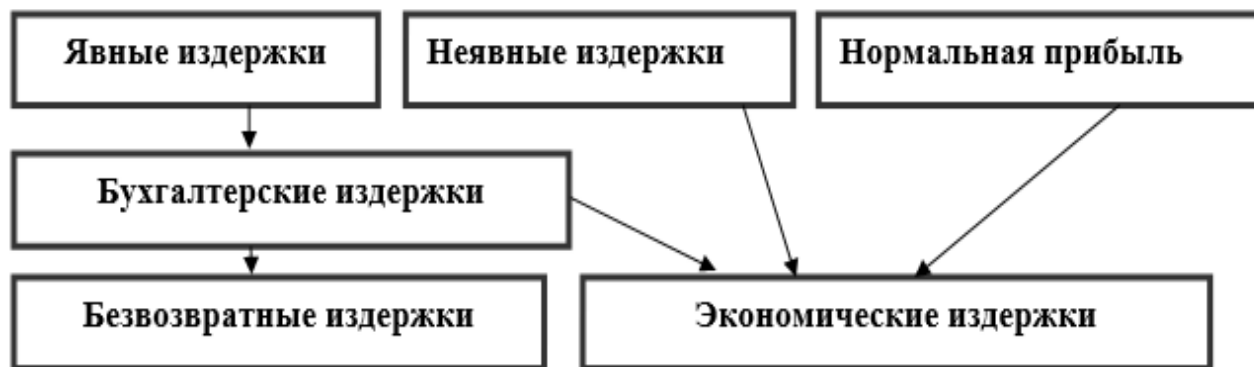 Явные издержки
Неявные издержки
Нормальная прибыль
Бухгалтерские издержки
Безвозвратные издержки
Экономические издержки